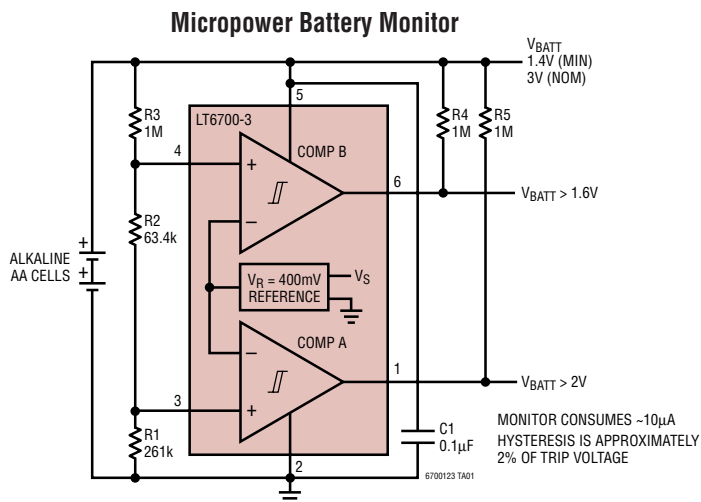 Micropower Battery Monitor
VBATT
1.4V (MIN)
3V (NOM)
5
R3
1M
LT6700-3
R4
1M
R5
1M
4
COMP B
+
6
–
VBATT > 1.6V
R2
63.4k
ALKALINE
AA CELLS
+
+
VR = 400mV
REFERENCE
VS
COMP A
–
1
VBATT > 2V
3
+
R1
261k
C1
0.1µF
MONITOR CONSUMES ~10µA
HYSTERESIS IS APPROXIMATELY
2% OF TRIP VOLTAGE
2
6700123 TA01